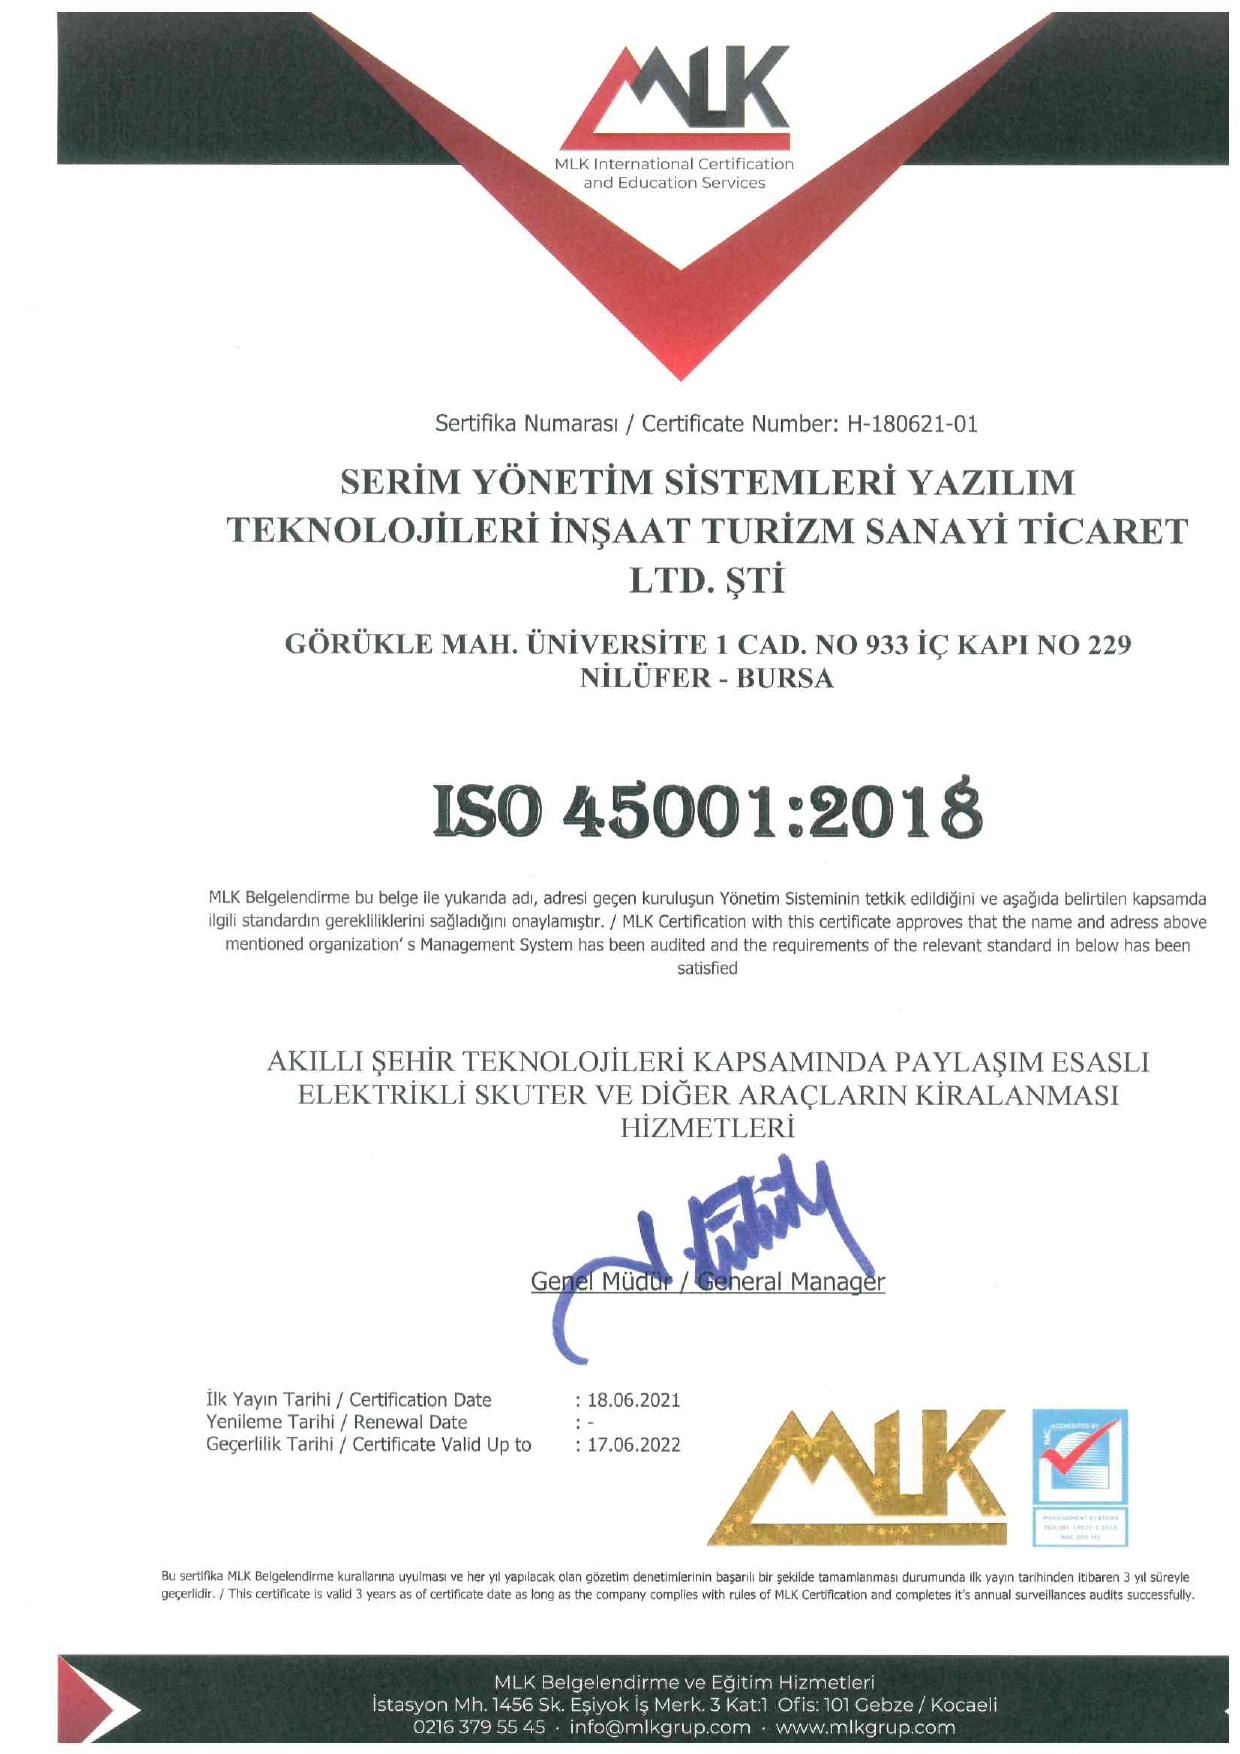 MLK
MLK International Certification
and Education Services
Sertifika Numarası / Certificate Number: H-180621-01
SERİM YÖNETİM SİSTEMLERİ YAZILIM
TEKNOLOJİLERİ İNŞAAT TURİZM SANAYİ TİCARET
LTD. ŞTİ
GÖRÜKLE MAH. ÜNİVERSİTE 1 CAD. NO 933 İÇ KAPI NO 229
NİLÜFER - BURSA
ISO 45001:2018
MLK Belgelendirme bu belge ile yukarıda adı, adresi geçen kuruluşun Yönetim Sisteminin tetkik edildiğini ve aşağıda belirtilen kapsamda
ilgili standardın gerekliliklerini sağladığını onaylamıştır. / MLK Certification with this certificate approves that the name and adress above
mentioned organization' s Management System has been audited and the requirements of the relevant standard in below has been
satisfied
AKILLI ŞEHİR TEKNOLOJİLERİ KAPSAMINDA PAYLAŞIM ESASLI
ELEKTRİKLİ SKUTER VE DİĞER ARAÇLARIN KİRALANMASI
HİZMETLERİ
Genel Müdür / General Manager
İlk Yayın Tarihi / Certification Date : 18.06.2021
Yenileme Tarihi / Renewal Date : -
Geçerlilik Tarihi / Certificate Valid Up to : 17.06.2022
MLK
NAC
ACCREDITED BY
MANAGEMENT SYSTEMS
Bu sertifika MLK Belgelendirme kurallarına uyulması ve her yıl yapılacak olan gözetim denetimlerinin başarılı bir şekilde tamamlanması durumunda ilk yayın tarihinden itibaren 3 yıl süreyle
geçerlidir. / This certificate is valid 3 years as of certificate date as long as the company complies with rules of MLK Certification and completes it's annual surveillances audits successfully.
MLK Belgelendirme ve Eğitim Hizmetleri
İstasyon Mh. 1456 Sk. Eşiyok İş Merk. 3 Kat:1 Ofis: 101 Gebze / Kocaeli
0216 379 55 45 · info@mlkgrup.com · www.mlkgrup.com